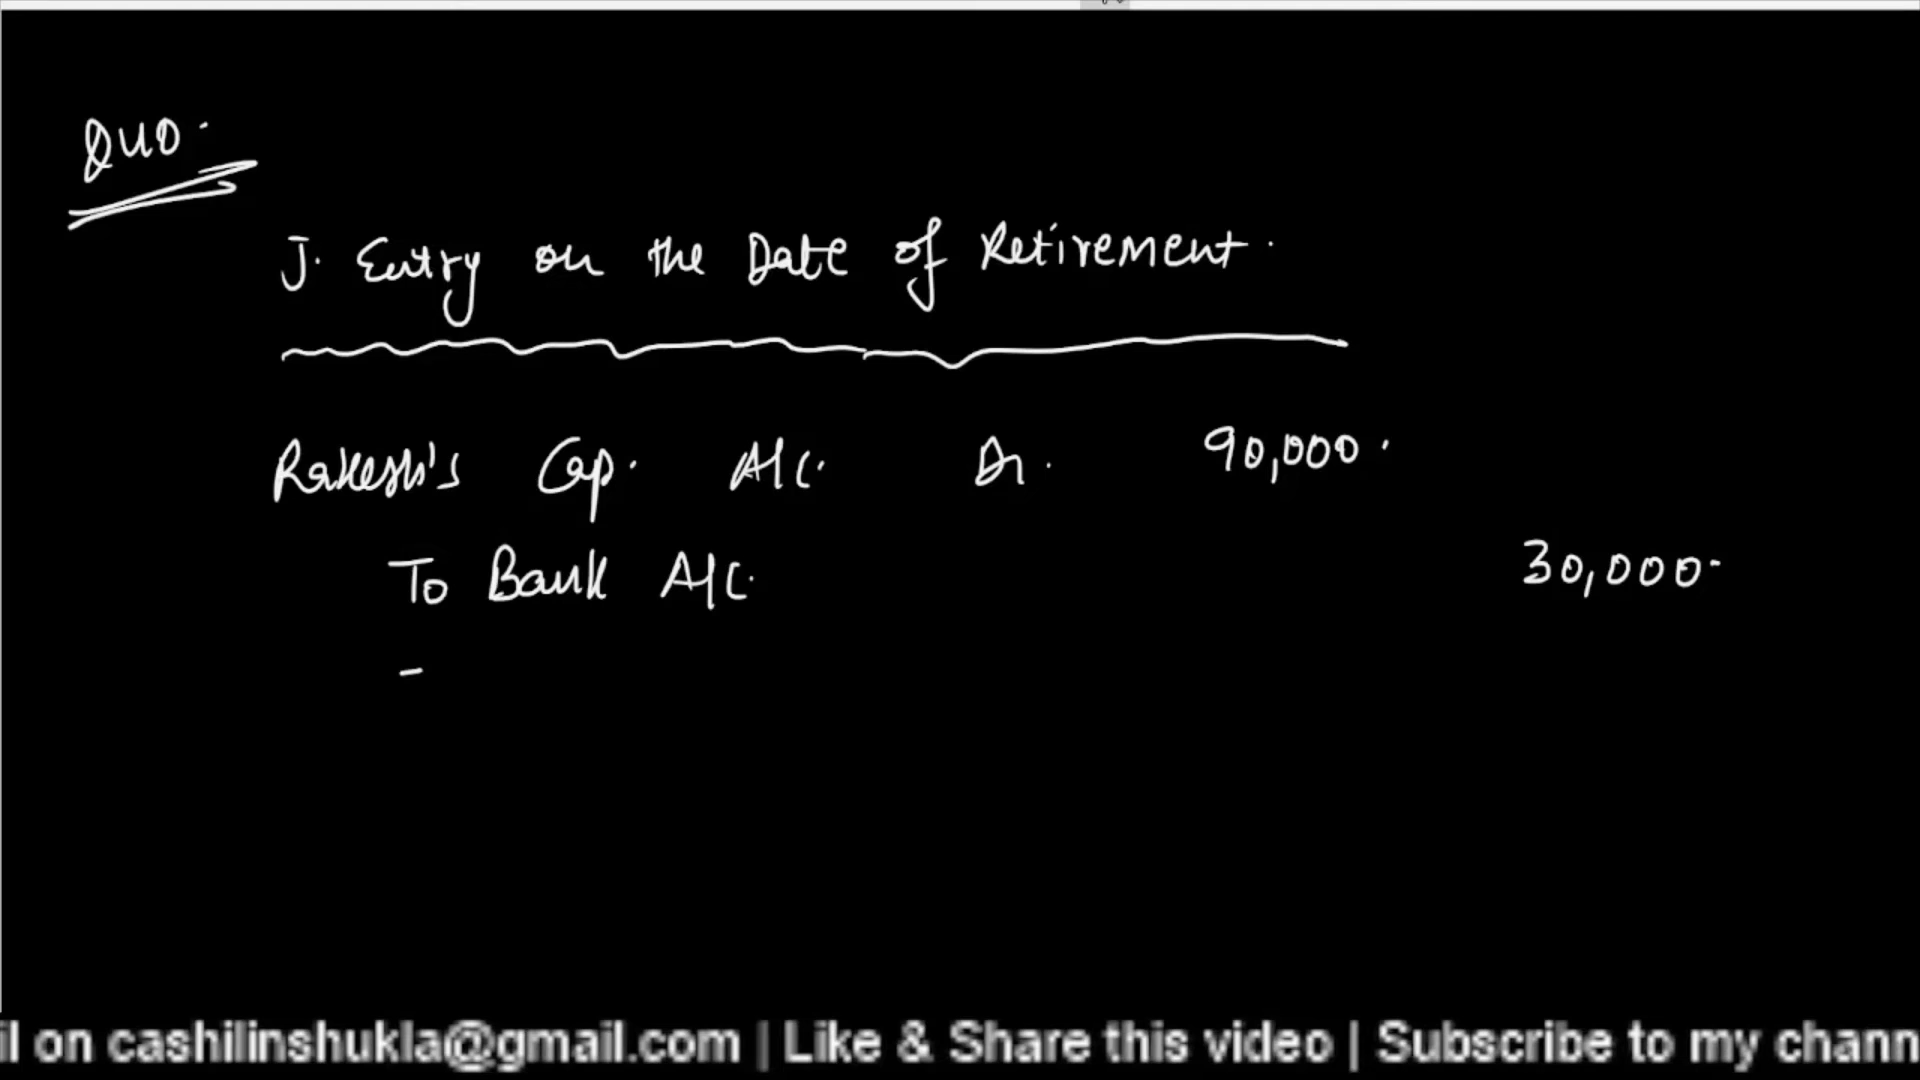 QUO.
J. Entry on the Date of Retirement.
Rakesh's Cap. A/c. Dr. 90,000.
To Bank A/c. 30,000.
il on cashilinshukla@gmail.com | Like & Share this video | Subscribe to my chann